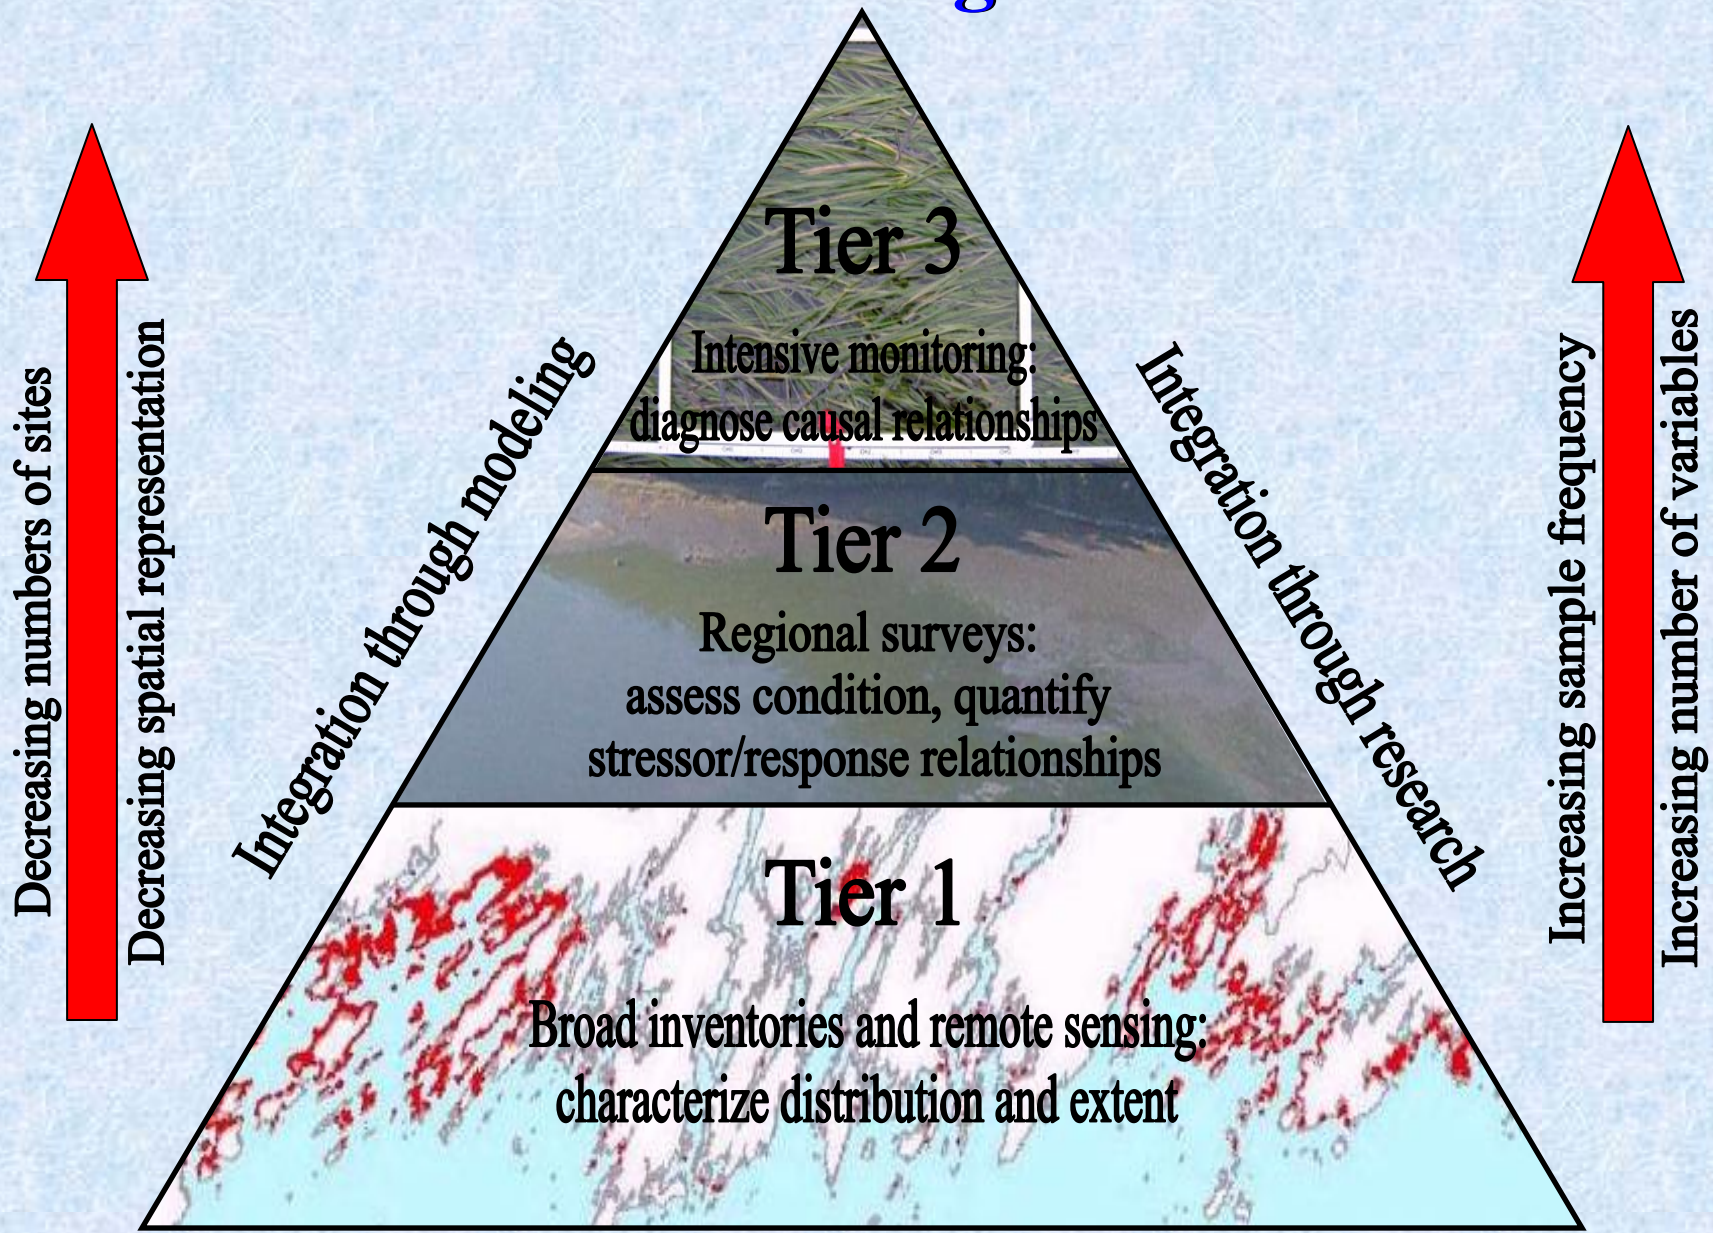 Tier 3
Intensive monitoring:
diagnose causal relationships
Tier 2
Regional surveys:
assess condition, quantify
stressor/response relationships
Tier 1
Broad inventories and remote sensing:
characterize distribution and extent
Decreasing numbers of sites
Decreasing spatial representation
Integration through modeling
Integration through research
Increasing sample frequency
Increasing number of variables